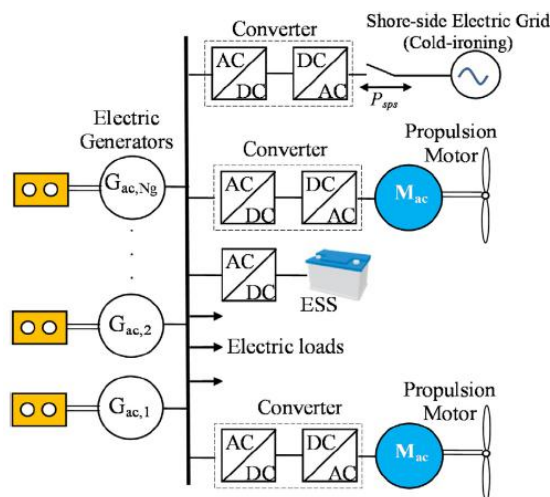 Converter
Shore-side Electric Grid
(Cold-ironing)
AC
DC
DC
AC
P_sps
Electric
Generators
G_ac,Ng
Converter
Propulsion
Motor
AC
DC
DC
AC
M_ac
AC
DC
ESS
G_ac,2
Electric loads
G_ac,1
Converter
Propulsion
Motor
AC
DC
DC
AC
M_ac